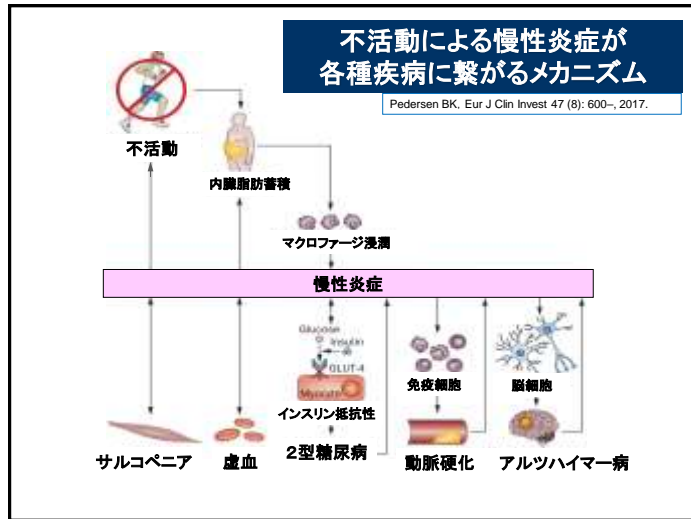 不活動による慢性炎症が
各種疾病に繋がるメカニズム
Pedersen BK. Eur J Clin Invest 47 (8): 600–, 2017.
不活動
内臓脂肪蓄積
マクロファージ浸潤
慢性炎症
Glucose
Insulin
GLUT-4
Myocyte
インスリン抵抗性
2型糖尿病
免疫細胞
脳細胞
サルコペニア
虚血
動脈硬化
アルツハイマー病